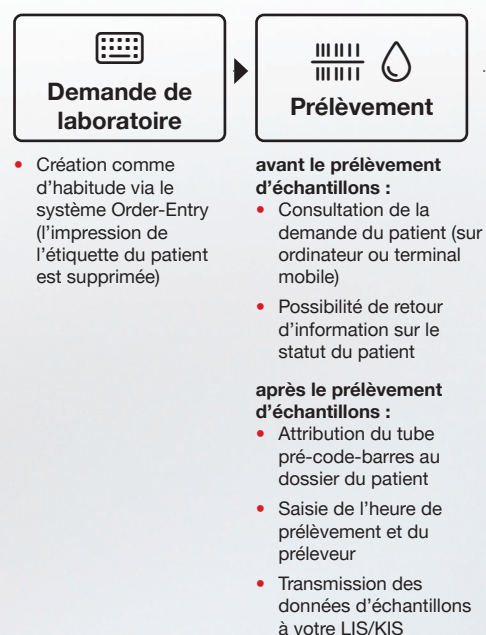 Demande de
laboratoire
• Création comme
d’habitude via le
système Order-Entry
(l’impression de
l’étiquette du patient
est supprimée)
Prélèvement
avant le prélèvement
d’échantillons :
• Consultation de la
demande du patient (sur
ordinateur ou terminal
mobile)
• Possibilité de retour
d’information sur le
statut du patient
après le prélèvement
d’échantillons :
• Attribution du tube
pré-code-barres au
dossier du patient
• Saisie de l’heure de
prélèvement et du
préleveur
• Transmission des
données d’échantillons
à votre LIS/KIS